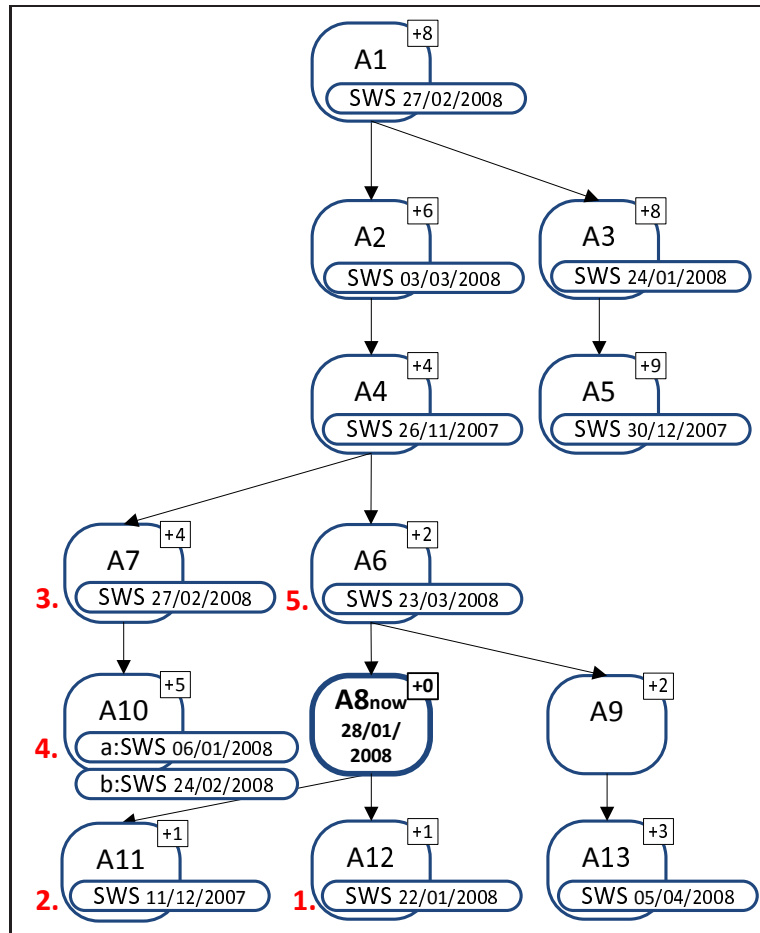 +8
A1
SWS 27/02/2008
+6
A2
SWS 03/03/2008
+8
A3
SWS 24/01/2008
+4
A4
SWS 26/11/2007
+9
A5
SWS 30/12/2007
+4
A7
3. SWS 27/02/2008
+2
A6
5. SWS 23/03/2008
+5
A10
4. a:SWS 06/01/2008
b:SWS 24/02/2008
+0
A8now
28/01/
2008
+2
A9
+1
A11
2. SWS 11/12/2007
+1
A12
1. SWS 22/01/2008
+3
A13
SWS 05/04/2008